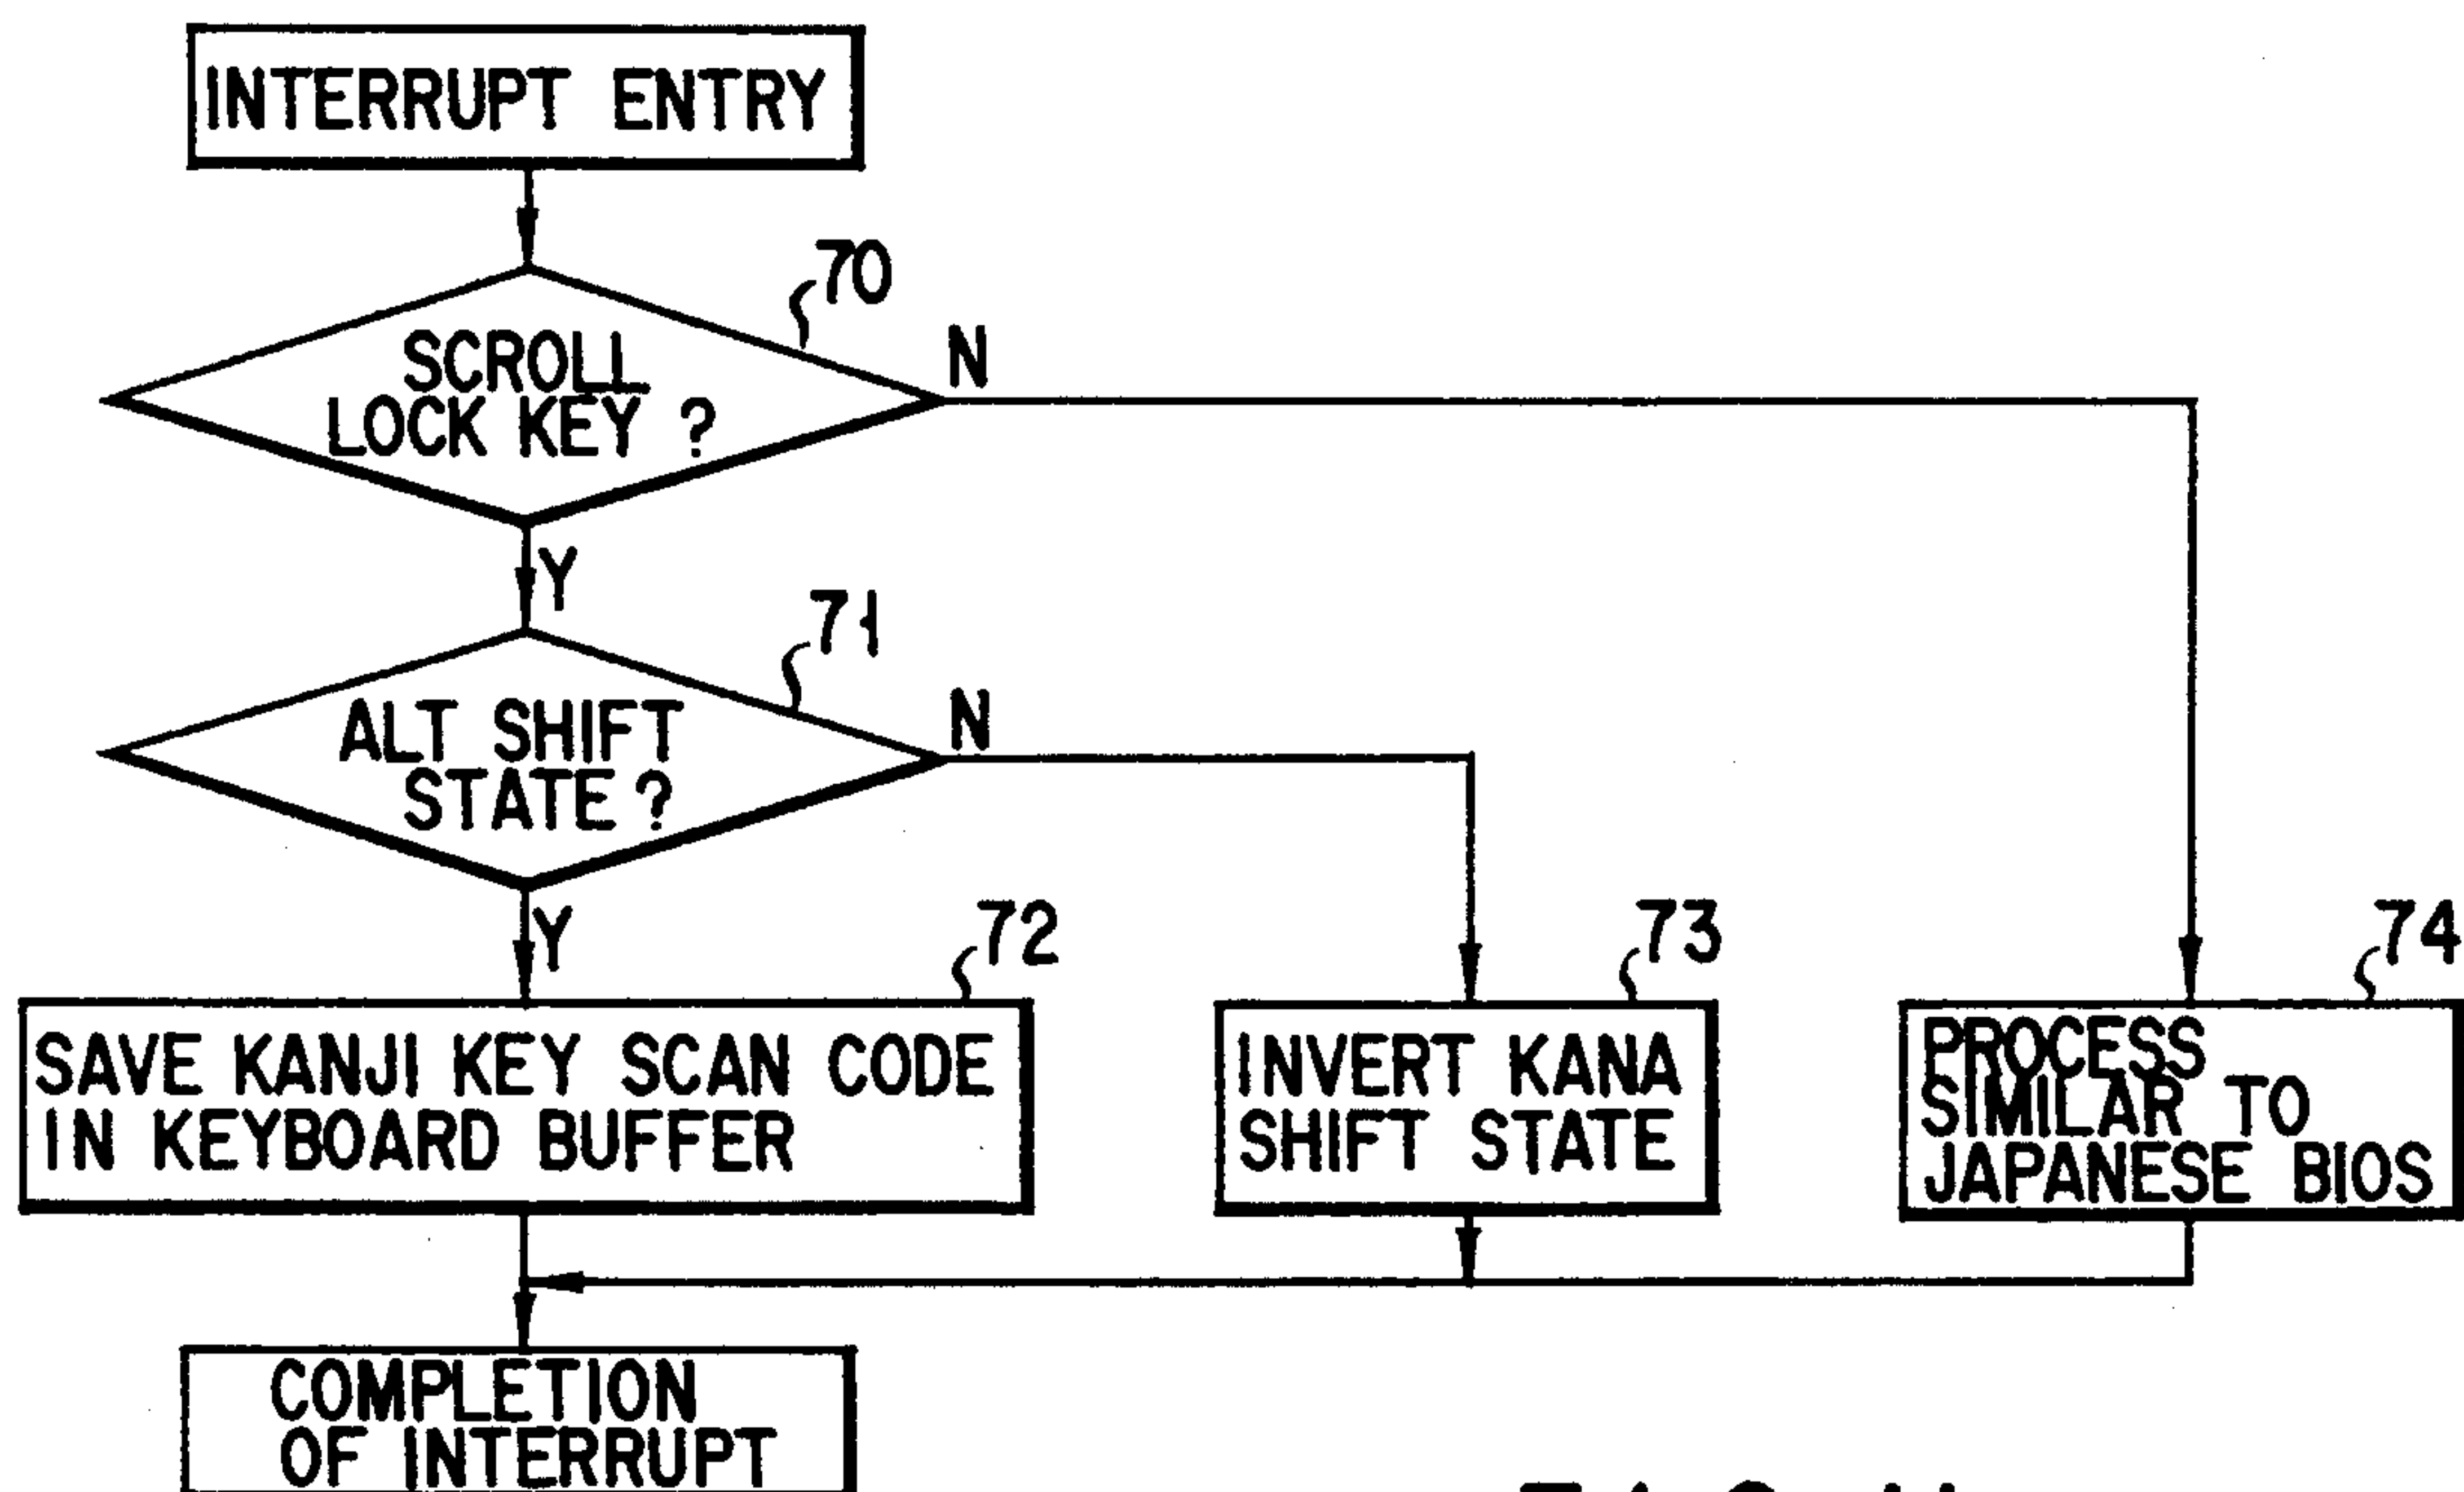 INTERRUPT ENTRY
70
SCROLL
LOCK KEY ?
N
Y
71
ALT SHIFT
STATE ?
N
Y
72
SAVE KANJI KEY SCAN CODE
IN KEYBOARD BUFFER
73
INVERT KANA
SHIFT STATE
74
PROCESS
SIMILAR TO
JAPANESE BIOS
COMPLETION
OF INTERRUPT